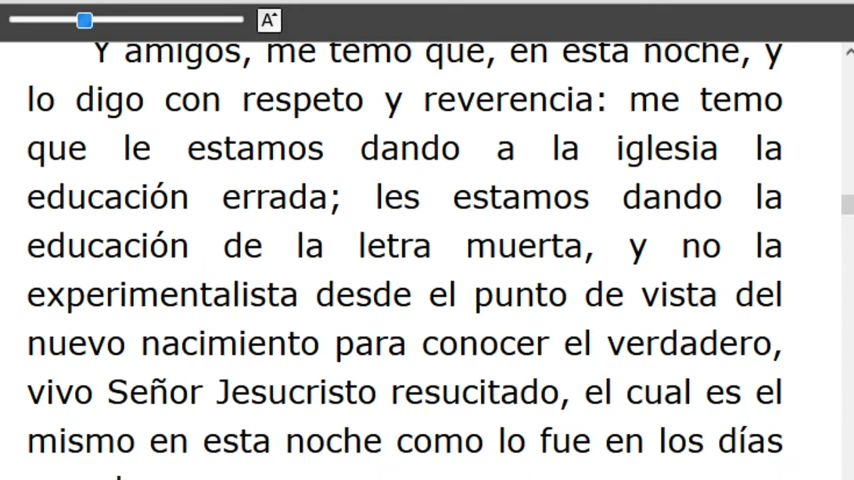 A
Y amigos, me temo que, en esta noche, y
lo digo con respeto y reverencia: me temo
que le estamos dando a la iglesia la
educación errada; les estamos dando la
educación de la letra muerta, y no la
experimentalista desde el punto de vista del
nuevo nacimiento para conocer el verdadero,
vivo Señor Jesucristo resucitado, el cual es el
mismo en esta noche como lo fue en los días